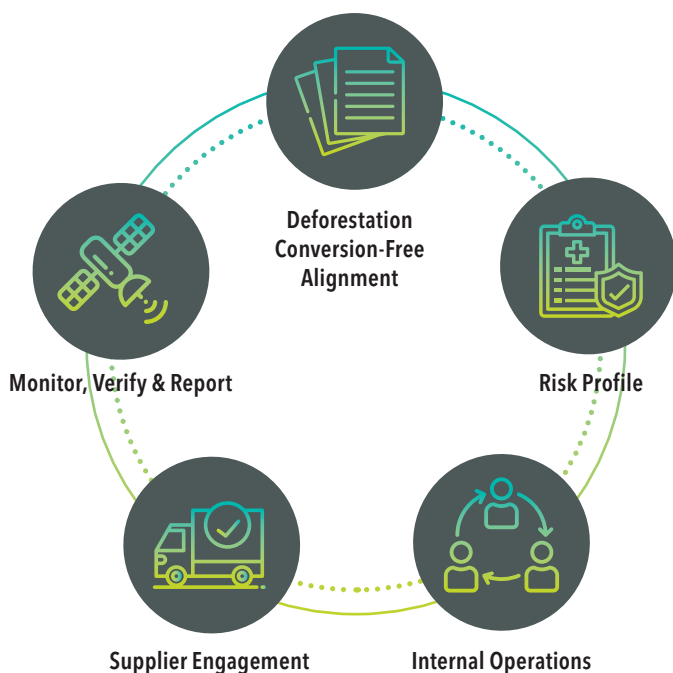 Deforestation
Conversion-Free
Alignment
Monitor, Verify & Report
Risk Profile
Supplier Engagement
Internal Operations